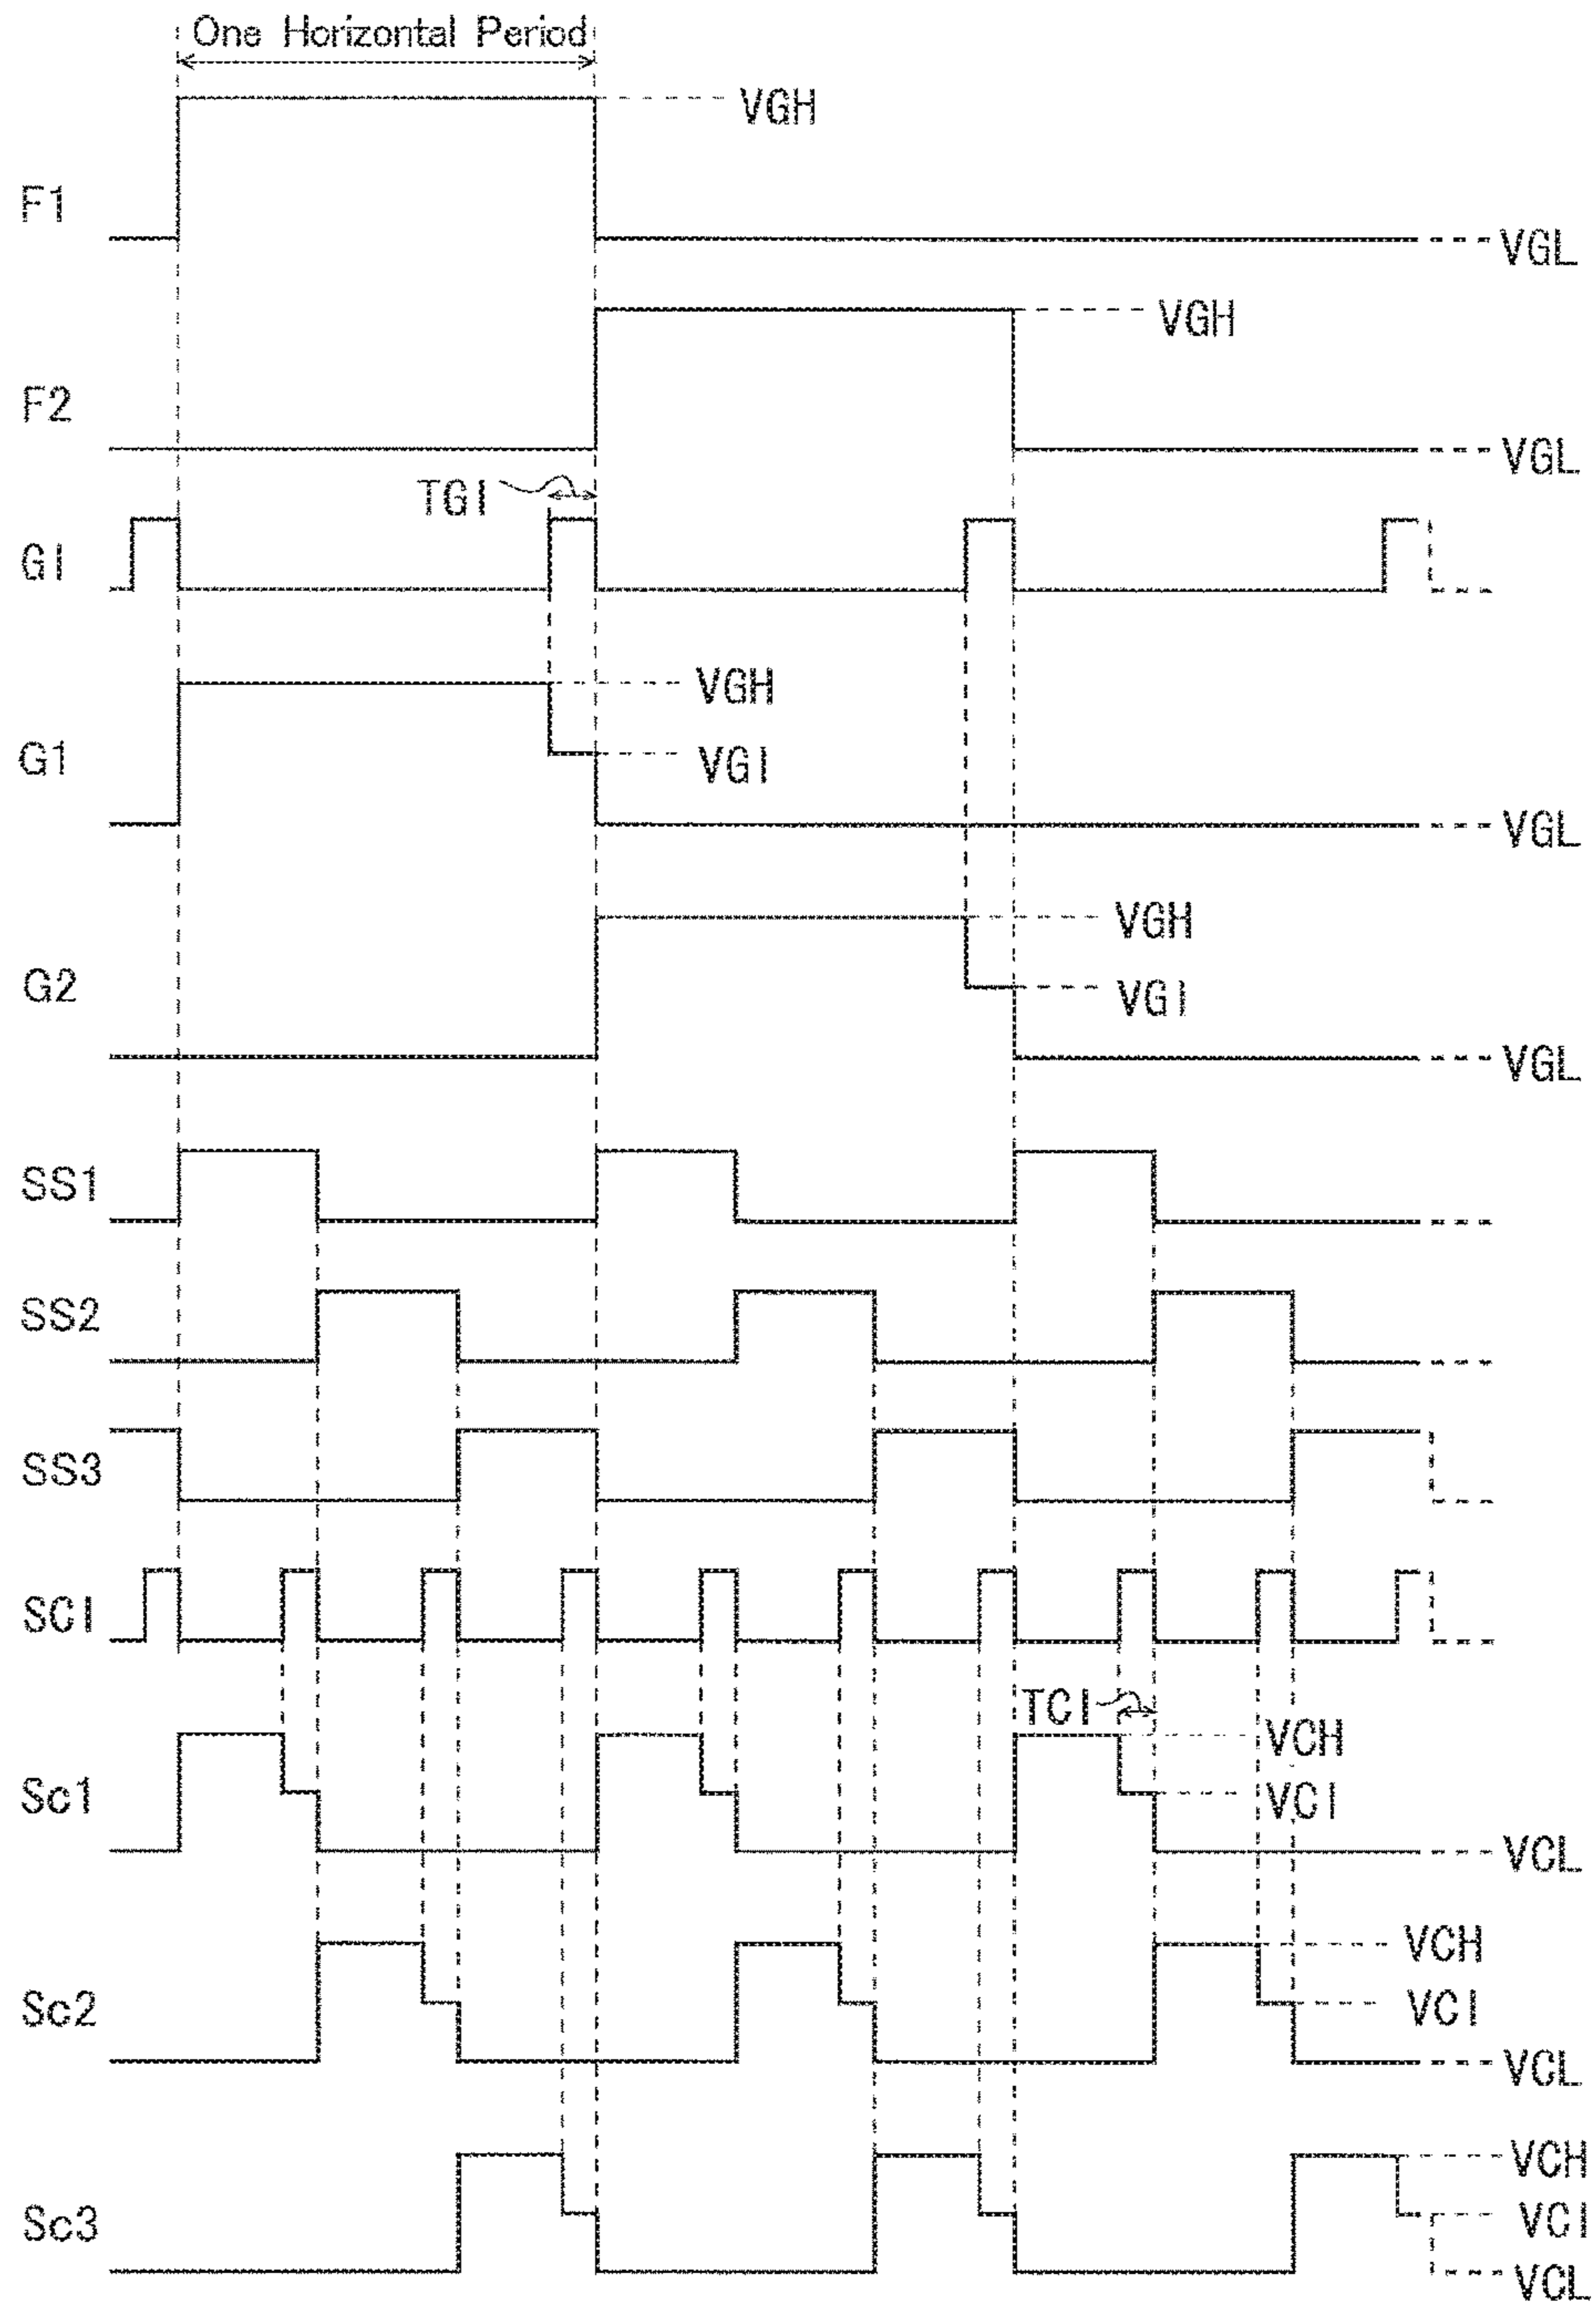 One Horizontal Period
VGH
F1
VGL
VGH
F2
VGL
TGI
GI
VGH
G1
VGI
VGL
VGH
G2
VGI
VGL
SS1
SS2
SS3
SCI
TCI
VCH
Sc1
VCI
VCL
VCH
Sc2
VCI
VCL
VCH
Sc3
VCI
VCL